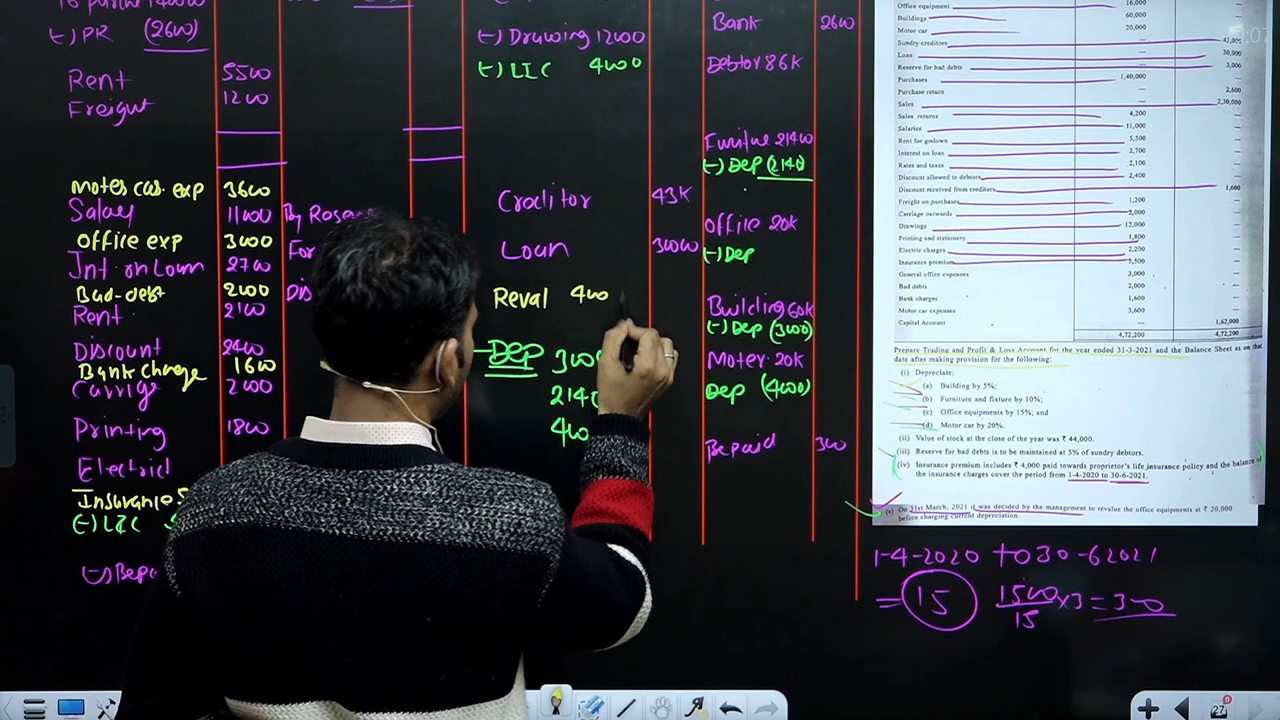 (-) PR (2600)
Rent
Freight 1200
Motes car exp 3600
Salary 11000
office exp 3000
Int. on Loan
Bad-debt 2000
Rent 2100
Discount 2400
Bank charge 1600
Carrige 2000
Printing 1800
Electrid
Insurance 5
(-) LIC
By Rose
For
DIS
(-) Drawing 12000
(-) LIC 4000
Creditor 43K
Loan 30000
Reval 4000
DEP 3000
2140
400
Bank 2600
Debtor 86K
Furnitue 21400
(-) Dep (2140)
Office 20k
(-) Dep
Building 60k
(-) Dep (3000)
Moter 20k
Dep (4000)
Bepaid 300
Office equipment 16,000
Buildings 60,000 —
Motor car 20,000 —
Sundry creditors — 43,000
Loan — 30,000
Reserve for bad debts — 3,000
Purchases 1,40,000 —
Purchase return — 2,600
Sales — 2,30,000
Sales returns 4,200 —
Salaries 11,000 —
Rent for godown 5,500 —
Interest on loan 2,700 —
Rates and taxes 2,100 —
Discount allowed to debtors 2,400 —
Discount received from creditors — 1,600
Freight on purchases 1,200 —
Carriage outwards 2,000 —
Drawings 12,000 —
Printing and stationery 1,800 —
Electric charges 2,200 —
Insurance premium 5,500 —
General office expenses 3,000 —
Bad debts 2,000 —
Bank charges 1,600 —
Motor car expenses 3,600 —
Capital Account — 1,62,000
4,72,200 4,72,200
Prepare Trading and Profit & Loss Account for the year ended 31-3-2021 and the Balance Sheet as on that
date after making provision for the following:
(i) Depreciate:
(a) Building by 5%;
(b) Furniture and fixture by 10%;
(c) Office equipments by 15%; and
(d) Motor car by 20%.
(ii) Value of stock at the close of the year was ₹ 44,000.
(iii) Reserve for bad debts is to be maintained at 5% of sundry debtors.
(iv) Insurance premium includes ₹ 4,000 paid towards proprietor's life insurance policy and the balance of
the insurance charges cover the period from 1-4-2020 to 30-6-2021.
(v) On 31st March, 2021 it was decided by the management to revalue the office equipments at ₹ 20,000
before charging current depreciation.
1-4-2020 to 30-6 2021
= 15 1500/15 ×3 = 300
27